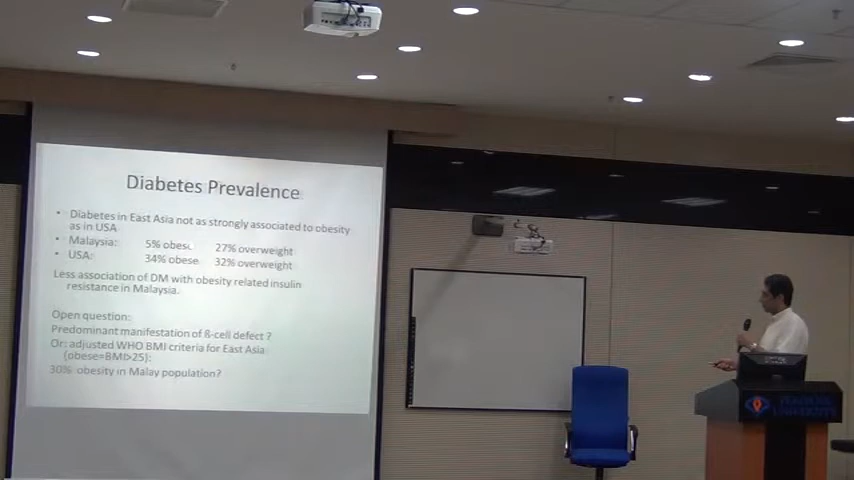 Diabetes Prevalence
• Diabetes in East Asia not as strongly associated to obesity
as in USA
• Malaysia: 5% obese 27% overweight
• USA: 34% obese 32% overweight
Less association of DM with obesity related insulin
resistance in Malaysia.
Open question:
Predominant manifestation of ß-cell defect ?
Or: adjusted WHO BMI criteria for East Asia
(obese=BMI>25):
30% obesity in Malay population?
UNIVERSITY